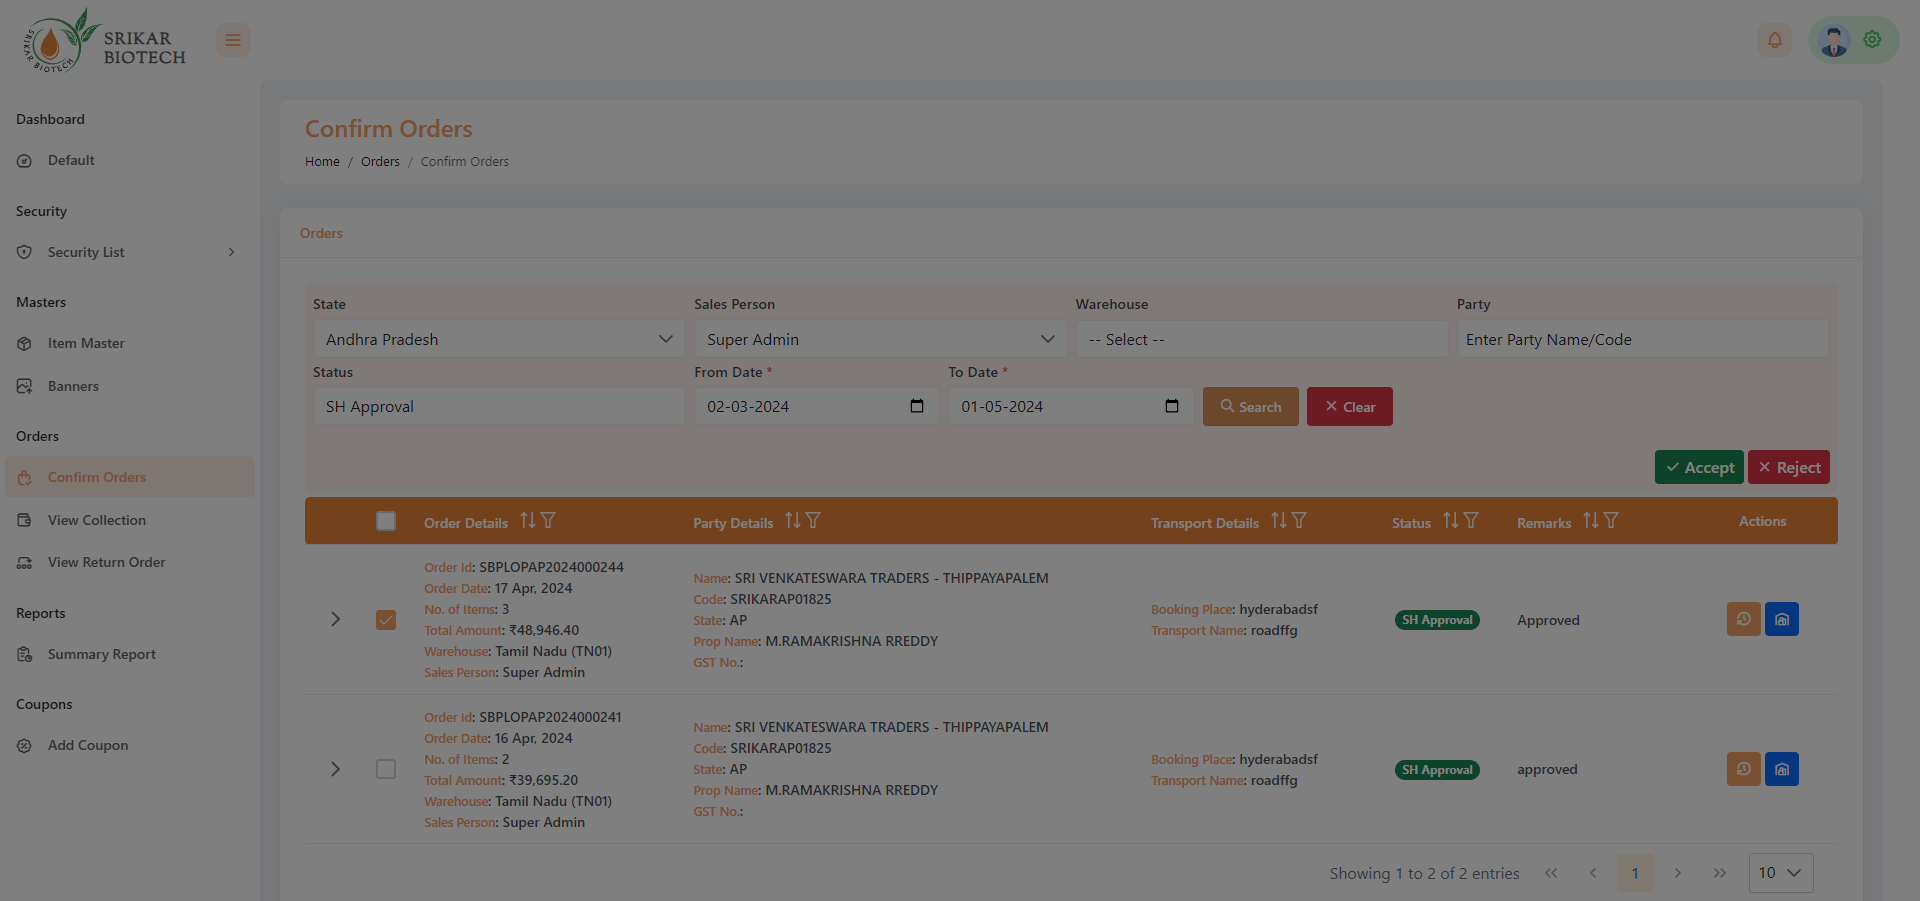 SRIKAR
BIOTECH
SRIKAR BIOTECH
Dashboard
Default
Security
Security List
Masters
Item Master
Banners
Orders
Confirm Orders
View Collection
View Return Order
Reports
Summary Report
Coupons
Add Coupon
Confirm Orders
Home / Orders / Confirm Orders
Orders
State Sales Person Warehouse Party
Andhra Pradesh Super Admin -- Select -- Enter Party Name/Code
Status From Date * To Date *
SH Approval 02-03-2024 01-05-2024 Search Clear
Accept Reject
Order Details Party Details Transport Details Status Remarks Actions
Order Id: SBPLOPAP2024000244
Order Date: 17 Apr, 2024
No. of Items: 3
Total Amount: ₹48,946.40
Warehouse: Tamil Nadu (TN01)
Sales Person: Super Admin
Name: SRI VENKATESWARA TRADERS - THIPPAYAPALEM
Code: SRIKARAP01825
State: AP
Prop Name: M.RAMAKRISHNA RREDDY
GST No.:
Booking Place: hyderabadsf
Transport Name: roadffg
SH Approval
Approved
Order Id: SBPLOPAP2024000241
Order Date: 16 Apr, 2024
No. of Items: 2
Total Amount: ₹39,695.20
Warehouse: Tamil Nadu (TN01)
Sales Person: Super Admin
Name: SRI VENKATESWARA TRADERS - THIPPAYAPALEM
Code: SRIKARAP01825
State: AP
Prop Name: M.RAMAKRISHNA RREDDY
GST No.:
Booking Place: hyderabadsf
Transport Name: roadffg
SH Approval
approved
Showing 1 to 2 of 2 entries 1 10